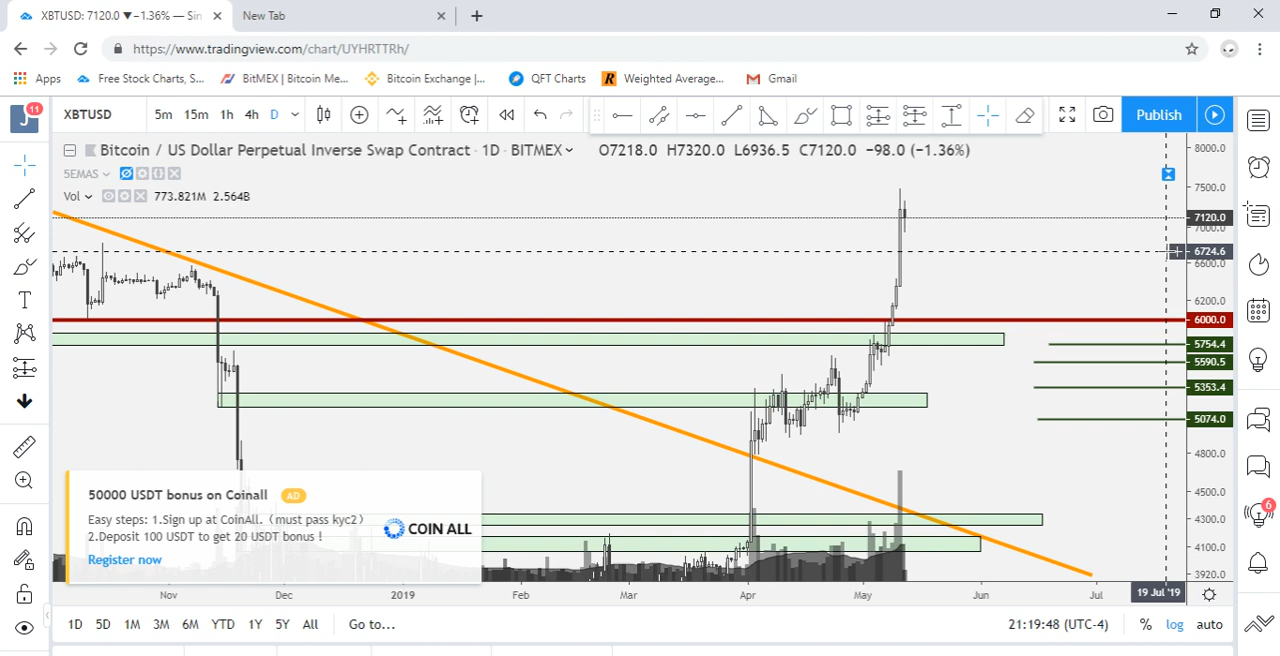 XBTUSD: 7120.0 ▼−1.36% — Sin
New Tab
https://www.tradingview.com/chart/UYHRTTRh/
Apps
Free Stock Charts, S...
BitMEX | Bitcoin Me...
Bitcoin Exchange |...
QFT Charts
Weighted Average...
Gmail
J 11
XBTUSD
5m 15m 1h 4h D
Publish
Bitcoin / US Dollar Perpetual Inverse Swap Contract · 1D · BITMEX
O7218.0 H7320.0 L6936.5 C7120.0 −98.0 (−1.36%)
5EMAS
Vol
773.821M 2.564B
8000.0
7500.0
7120.0
7000.0
6724.6
6600.0
6200.0
6000.0
5754.4
5590.5
5353.4
5074.0
4800.0
4500.0
4300.0
4100.0
3920.0
50000 USDT bonus on Coinall AD
Easy steps: 1.Sign up at CoinAll.（must pass kyc2）
2.Deposit 100 USDT to get 20 USDT bonus !
COIN ALL
Register now
6
Nov Dec 2019 Feb Mar Apr May Jun Jul 19 Jul '19
1D 5D 1M 3M 6M YTD 1Y 5Y All Go to...
21:19:48 (UTC-4) % log auto